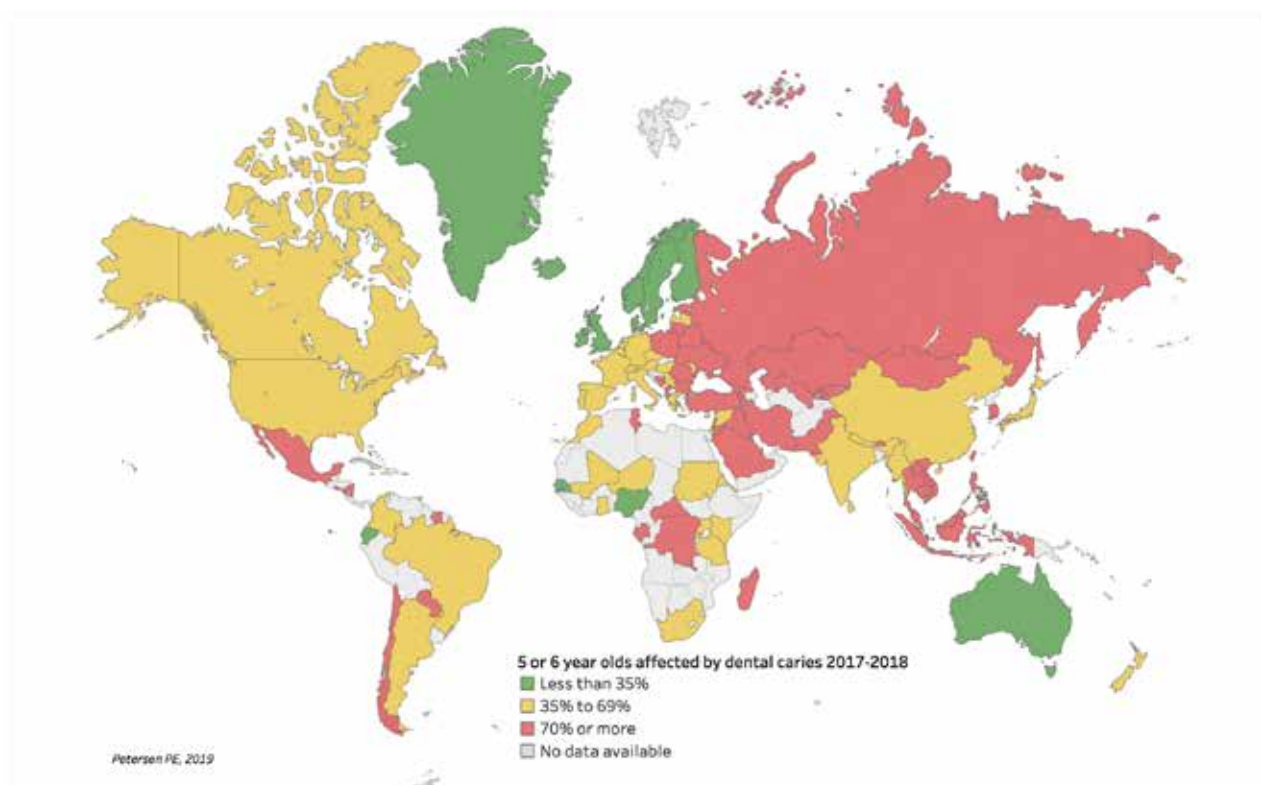 5 or 6 year olds affected by dental caries 2017-2018
Less than 35%
35% to 69%
70% or more
No data available
Petersen PE, 2019